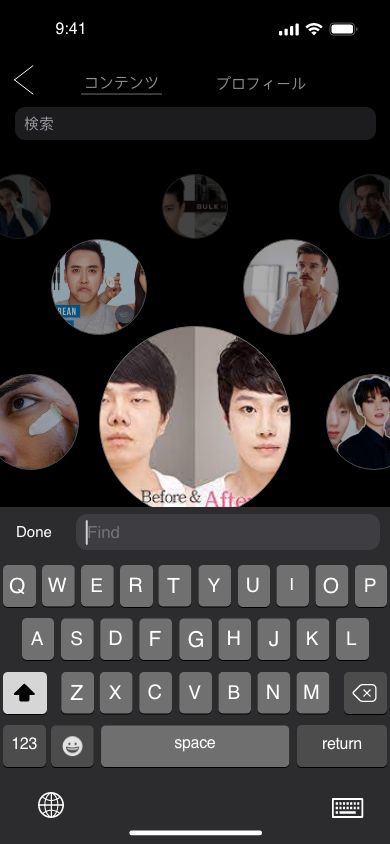 9:41
コンテンツ プロフィール
検索
BULK
REAN
Before & After
Done Find
Q W E R T Y U I O P
A S D F G H J K L
Z X C V B N M
123 space return